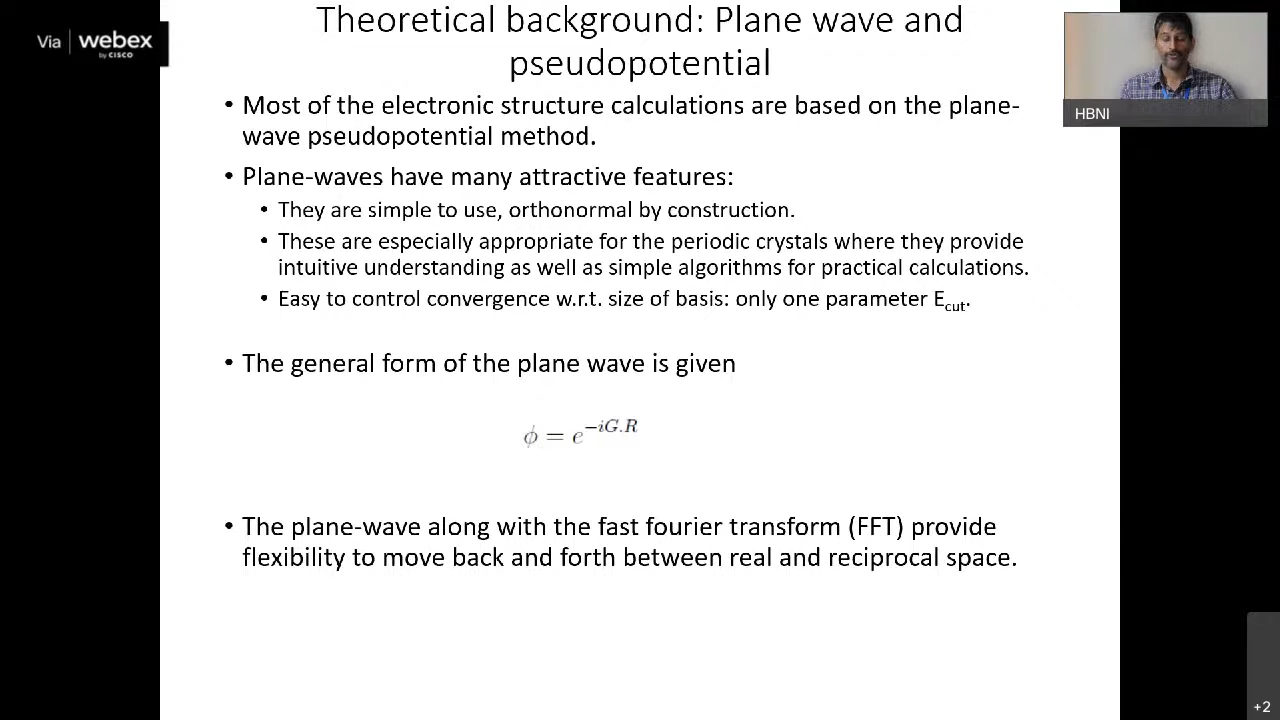 Via webex
by CISCO
Theoretical background: Plane wave and
pseudopotential
HBNI
• Most of the electronic structure calculations are based on the plane-
wave pseudopotential method.
• Plane-waves have many attractive features:
• They are simple to use, orthonormal by construction.
• These are especially appropriate for the periodic crystals where they provide
intuitive understanding as well as simple algorithms for practical calculations.
• Easy to control convergence w.r.t. size of basis: only one parameter E_cut.
• The general form of the plane wave is given
ϕ = e^{−iG.R}
• The plane-wave along with the fast fourier transform (FFT) provide
flexibility to move back and forth between real and reciprocal space.
+2